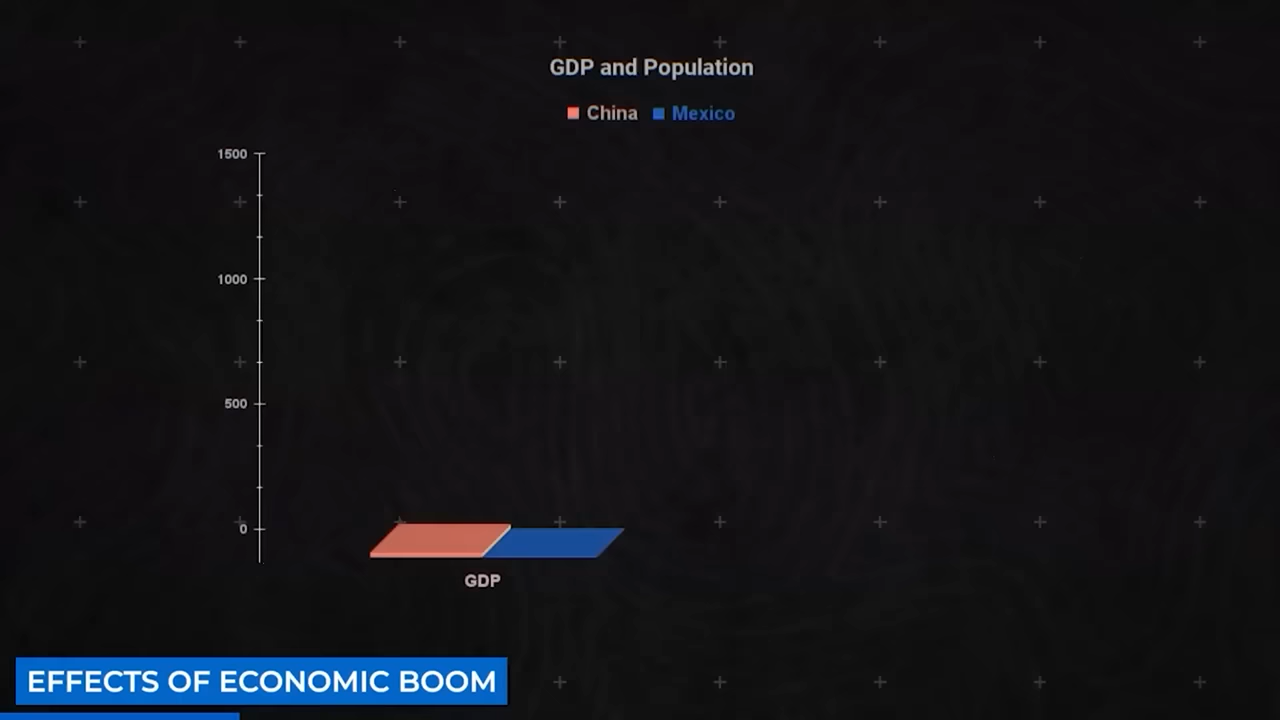 GDP and Population
China Mexico
1500
1000
500
0
GDP
EFFECTS OF ECONOMIC BOOM